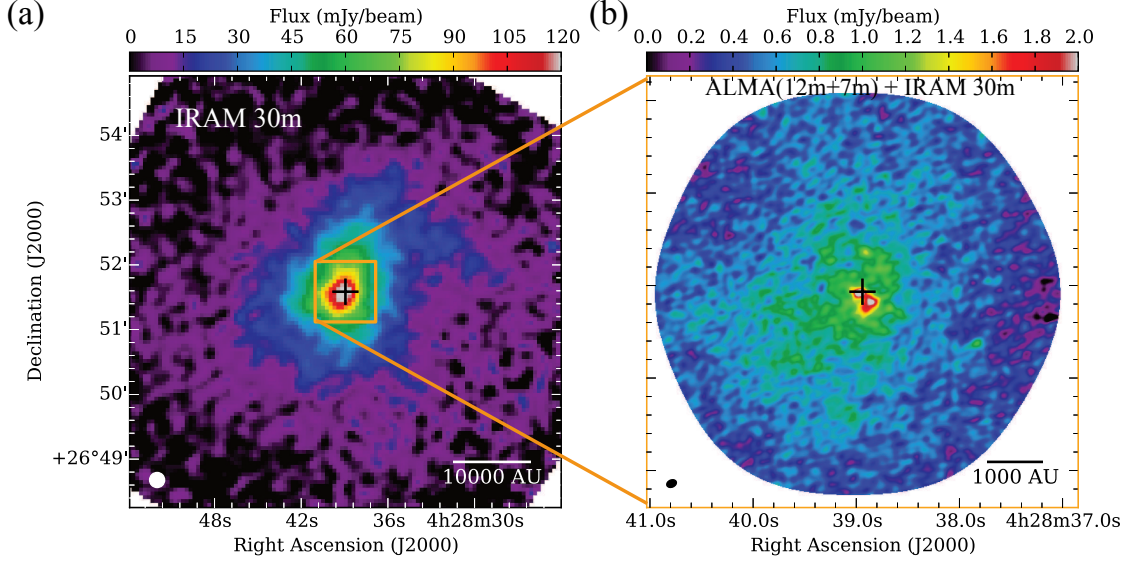 (a)
Flux (mJy/beam)
0 15 30 45 60 75 90 105 120
IRAM 30m
54'
53'
52'
51'
50'
+26°49'
Declination (J2000)
10000 AU
48s 42s 36s 4h28m30s
Right Ascension (J2000)
(b)
Flux (mJy/beam)
0.0 0.2 0.4 0.6 0.8 1.0 1.2 1.4 1.6 1.8 2.0
ALMA(12m+7m) + IRAM 30m
1000 AU
41.0s 40.0s 39.0s 38.0s 4h28m37.0s
Right Ascension (J2000)